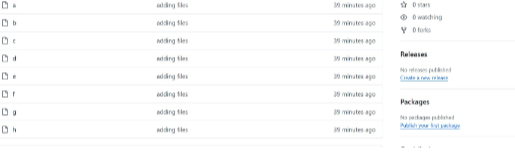 a adding files 39 minutes ago
b adding files 39 minutes ago
c adding files 39 minutes ago
d adding files 39 minutes ago
e adding files 39 minutes ago
f adding files 39 minutes ago
g adding files 39 minutes ago
h adding files 39 minutes ago
0 stars
0 watching
0 forks
Releases
No releases published
Create a new release
Packages
No packages published
Publish your first package